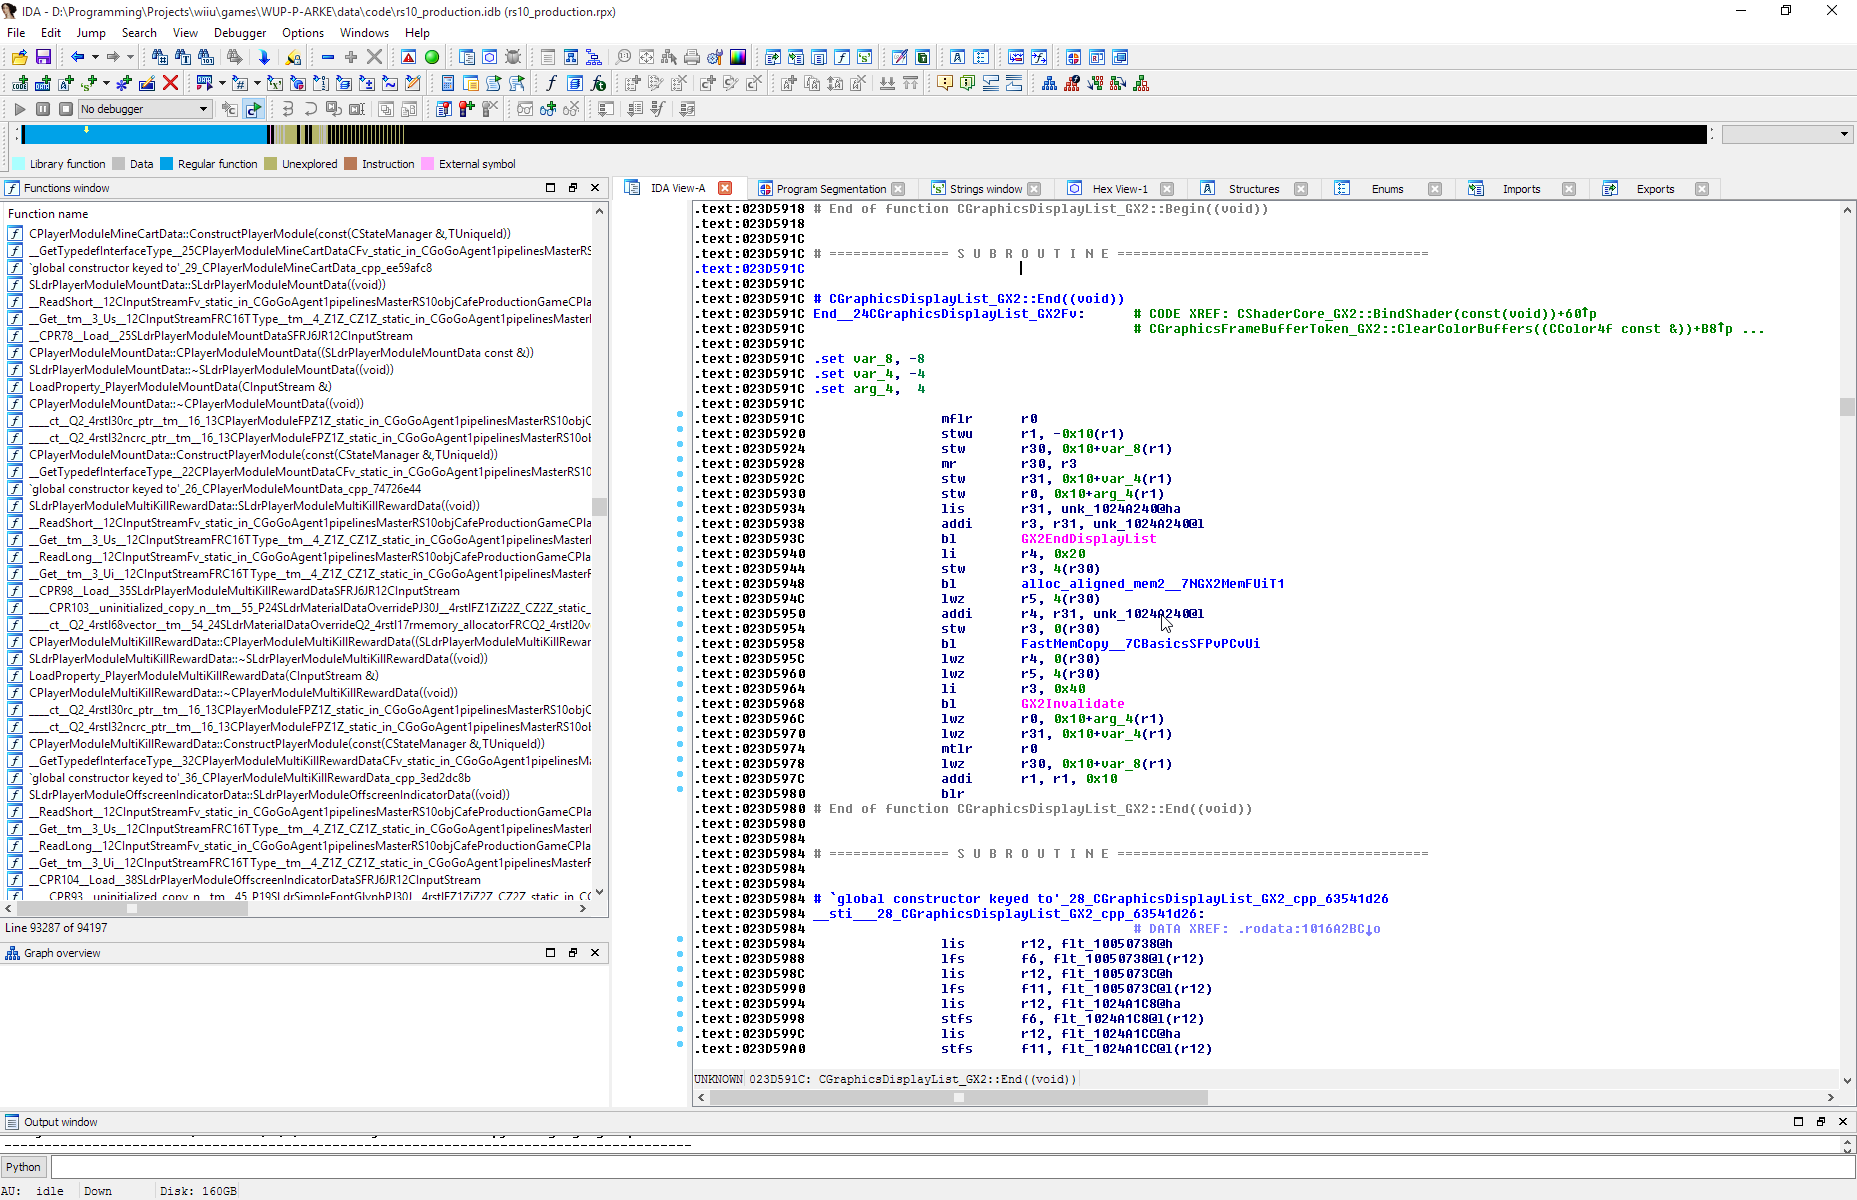 IDA - D:\Programming\Projects\wiiu\games\WUP-P-ARKE\data\code\rs10_production.idb (rs10_production.rpx)
File Edit Jump Search View Debugger Options Windows Help
No debugger
Library function Data Regular function Unexplored Instruction External symbol
Functions window
Function name
CPlayerModuleMineCartData::ConstructPlayerModule(const(CStateManager &,TUniqueId))
__GetTypedefInterfaceType__25CPlayerModuleMineCartDataCFv_static_in_CGoGoAgent1pipelinesMasterRS
`global constructor keyed to'_29_CPlayerModuleMineCartData_cpp_ee59afc8
SLdrPlayerModuleMountData::SLdrPlayerModuleMountData((void))
__ReadShort__12CInputStreamFv_static_in_CGoGoAgent1pipelinesMasterRS10objCafeProductionGameCPla
__Get__tm__3_Us__12CInputStreamFRC16TType__tm__4_Z1Z_CZ1Z_static_in_CGoGoAgent1pipelinesMasterI
__CPR78__Load__25SLdrPlayerModuleMountDataSFRJ6JR12CInputStream
CPlayerModuleMountData::CPlayerModuleMountData((SLdrPlayerModuleMountData const &))
SLdrPlayerModuleMountData::~SLdrPlayerModuleMountData((void))
LoadProperty_PlayerModuleMountData(CInputStream &)
CPlayerModuleMountData::~CPlayerModuleMountData((void))
____ct__Q2_4rstl30rc_ptr__tm__16_13CPlayerModuleFPZ1Z_static_in_CGoGoAgent1pipelinesMasterRS10objC
____ct__Q2_4rstl32ncrc_ptr__tm__16_13CPlayerModuleFPZ1Z_static_in_CGoGoAgent1pipelinesMasterRS10ob
CPlayerModuleMountData::ConstructPlayerModule(const(CStateManager &,TUniqueId))
__GetTypedefInterfaceType__22CPlayerModuleMountDataCFv_static_in_CGoGoAgent1pipelinesMasterRS10
`global constructor keyed to'_26_CPlayerModuleMountData_cpp_74726e44
SLdrPlayerModuleMultiKillRewardData::SLdrPlayerModuleMultiKillRewardData((void))
__ReadShort__12CInputStreamFv_static_in_CGoGoAgent1pipelinesMasterRS10objCafeProductionGameCPla
__Get__tm__3_Us__12CInputStreamFRC16TType__tm__4_Z1Z_CZ1Z_static_in_CGoGoAgent1pipelinesMasterI
__ReadLong__12CInputStreamFv_static_in_CGoGoAgent1pipelinesMasterRS10objCafeProductionGameCPla
__Get__tm__3_Ui__12CInputStreamFRC16TType__tm__4_Z1Z_CZ1Z_static_in_CGoGoAgent1pipelinesMasterI
__CPR98__Load__35SLdrPlayerModuleMultiKillRewardDataSFRJ6JR12CInputStream
____CPR103__uninitialized_copy_n__tm__55_P24SLdrMaterialDataOverridePJ30J__4rstlFZ1ZiZ2Z_CZ2Z_static_
____ct__Q2_4rstl68vector__tm__54_24SLdrMaterialDataOverrideQ2_4rstl17rmemory_allocatorFRCQ2_4rstl20v
CPlayerModuleMultiKillRewardData::CPlayerModuleMultiKillRewardData((SLdrPlayerModuleMultiKillReward
SLdrPlayerModuleMultiKillRewardData::~SLdrPlayerModuleMultiKillRewardData((void))
LoadProperty_PlayerModuleMultiKillRewardData(CInputStream &)
CPlayerModuleMultiKillRewardData::~CPlayerModuleMultiKillRewardData((void))
____ct__Q2_4rstl30rc_ptr__tm__16_13CPlayerModuleFPZ1Z_static_in_CGoGoAgent1pipelinesMasterRS10objC
____ct__Q2_4rstl32ncrc_ptr__tm__16_13CPlayerModuleFPZ1Z_static_in_CGoGoAgent1pipelinesMasterRS10ob
CPlayerModuleMultiKillRewardData::ConstructPlayerModule(const(CStateManager &,TUniqueId))
__GetTypedefInterfaceType__32CPlayerModuleMultiKillRewardDataCFv_static_in_CGoGoAgent1pipelinesMa
`global constructor keyed to'_36_CPlayerModuleMultiKillRewardData_cpp_3ed2dc8b
SLdrPlayerModuleOffscreenIndicatorData::SLdrPlayerModuleOffscreenIndicatorData((void))
__ReadShort__12CInputStreamFv_static_in_CGoGoAgent1pipelinesMasterRS10objCafeProductionGameCPla
__Get__tm__3_Us__12CInputStreamFRC16TType__tm__4_Z1Z_CZ1Z_static_in_CGoGoAgent1pipelinesMasterI
__ReadLong__12CInputStreamFv_static_in_CGoGoAgent1pipelinesMasterRS10objCafeProductionGameCPla
__Get__tm__3_Ui__12CInputStreamFRC16TType__tm__4_Z1Z_CZ1Z_static_in_CGoGoAgent1pipelinesMasterI
__CPR104__Load__38SLdrPlayerModuleOffscreenIndicatorDataSFRJ6JR12CInputStream
____CPR93__uninitialized_copy_n__tm__45_P19SLdrSimpleFontGlyphPJ30J__4rstlFZ1ZiZ2Z_CZ2Z_static_in_CG
Line 93287 of 94197
Graph overview
IDA View-A Program Segmentation Strings window Hex View-1 Structures Enums Imports Exports
.text:023D5918 # End of function CGraphicsDisplayList_GX2::Begin((void))
.text:023D5918
.text:023D591C
.text:023D591C # =============== S U B R O U T I N E =======================================
.text:023D591C
.text:023D591C
.text:023D591C # CGraphicsDisplayList_GX2::End((void))
.text:023D591C End__24CGraphicsDisplayList_GX2Fv: # CODE XREF: CShaderCore_GX2::BindShader(const(void))+60↑p
.text:023D591C # CGraphicsFrameBufferToken_GX2::ClearColorBuffers((CColor4f const &))+B8↑p ...
.text:023D591C
.text:023D591C .set var_8, -8
.text:023D591C .set var_4, -4
.text:023D591C .set arg_4, 4
.text:023D591C
.text:023D591C mflr r0
.text:023D5920 stwu r1, -0x10(r1)
.text:023D5924 stw r30, 0x10+var_8(r1)
.text:023D5928 mr r30, r3
.text:023D592C stw r31, 0x10+var_4(r1)
.text:023D5930 stw r0, 0x10+arg_4(r1)
.text:023D5934 lis r31, unk_1024A240@ha
.text:023D5938 addi r3, r31, unk_1024A240@l
.text:023D593C bl GX2EndDisplayList
.text:023D5940 li r4, 0x20
.text:023D5944 stw r3, 4(r30)
.text:023D5948 bl alloc_aligned_mem2__7NGX2MemFUiT1
.text:023D594C lwz r5, 4(r30)
.text:023D5950 addi r4, r31, unk_1024A240@l
.text:023D5954 stw r3, 0(r30)
.text:023D5958 bl FastMemCopy__7CBasicsSFPvPCvUi
.text:023D595C lwz r4, 0(r30)
.text:023D5960 lwz r5, 4(r30)
.text:023D5964 li r3, 0x40
.text:023D5968 bl GX2Invalidate
.text:023D596C lwz r0, 0x10+arg_4(r1)
.text:023D5970 lwz r31, 0x10+var_4(r1)
.text:023D5974 mtlr r0
.text:023D5978 lwz r30, 0x10+var_8(r1)
.text:023D597C addi r1, r1, 0x10
.text:023D5980 blr
.text:023D5980 # End of function CGraphicsDisplayList_GX2::End((void))
.text:023D5980
.text:023D5984
.text:023D5984 # =============== S U B R O U T I N E =======================================
.text:023D5984
.text:023D5984
.text:023D5984 # `global constructor keyed to'_28_CGraphicsDisplayList_GX2_cpp_63541d26
.text:023D5984 __sti___28_CGraphicsDisplayList_GX2_cpp_63541d26:
.text:023D5984 # DATA XREF: .rodata:1016A2BC↓o
.text:023D5984 lis r12, flt_10050738@h
.text:023D5988 lfs f6, flt_10050738@l(r12)
.text:023D598C lis r12, flt_1005073C@h
.text:023D5990 lfs f11, flt_1005073C@l(r12)
.text:023D5994 lis r12, flt_1024A1C8@ha
.text:023D5998 stfs f6, flt_1024A1C8@l(r12)
.text:023D599C lis r12, flt_1024A1CC@ha
.text:023D59A0 stfs f11, flt_1024A1CC@l(r12)
UNKNOWN 023D591C: CGraphicsDisplayList_GX2::End((void))
Output window
Python
AU: idle Down Disk: 160GB